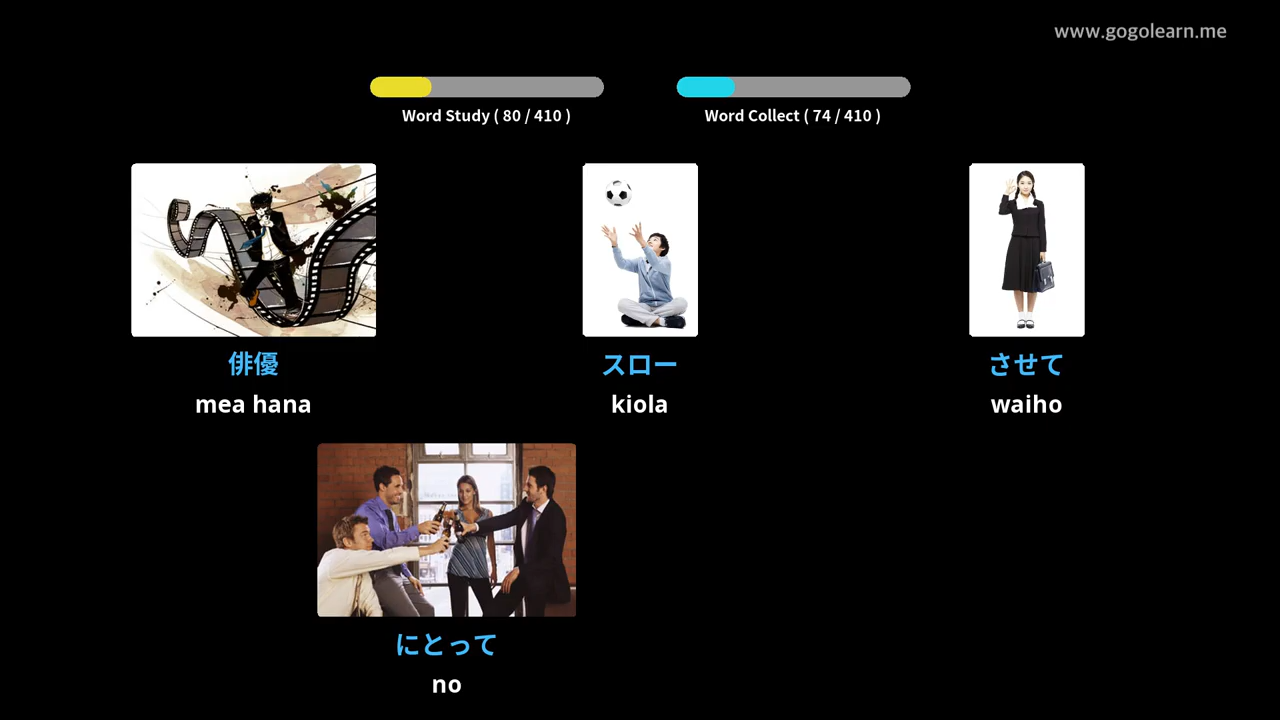 www.gogolearn.me
Word Study ( 80 / 410 )
Word Collect ( 74 / 410 )
俳優
mea hana
スロー
kiola
させて
waiho
にとって
no